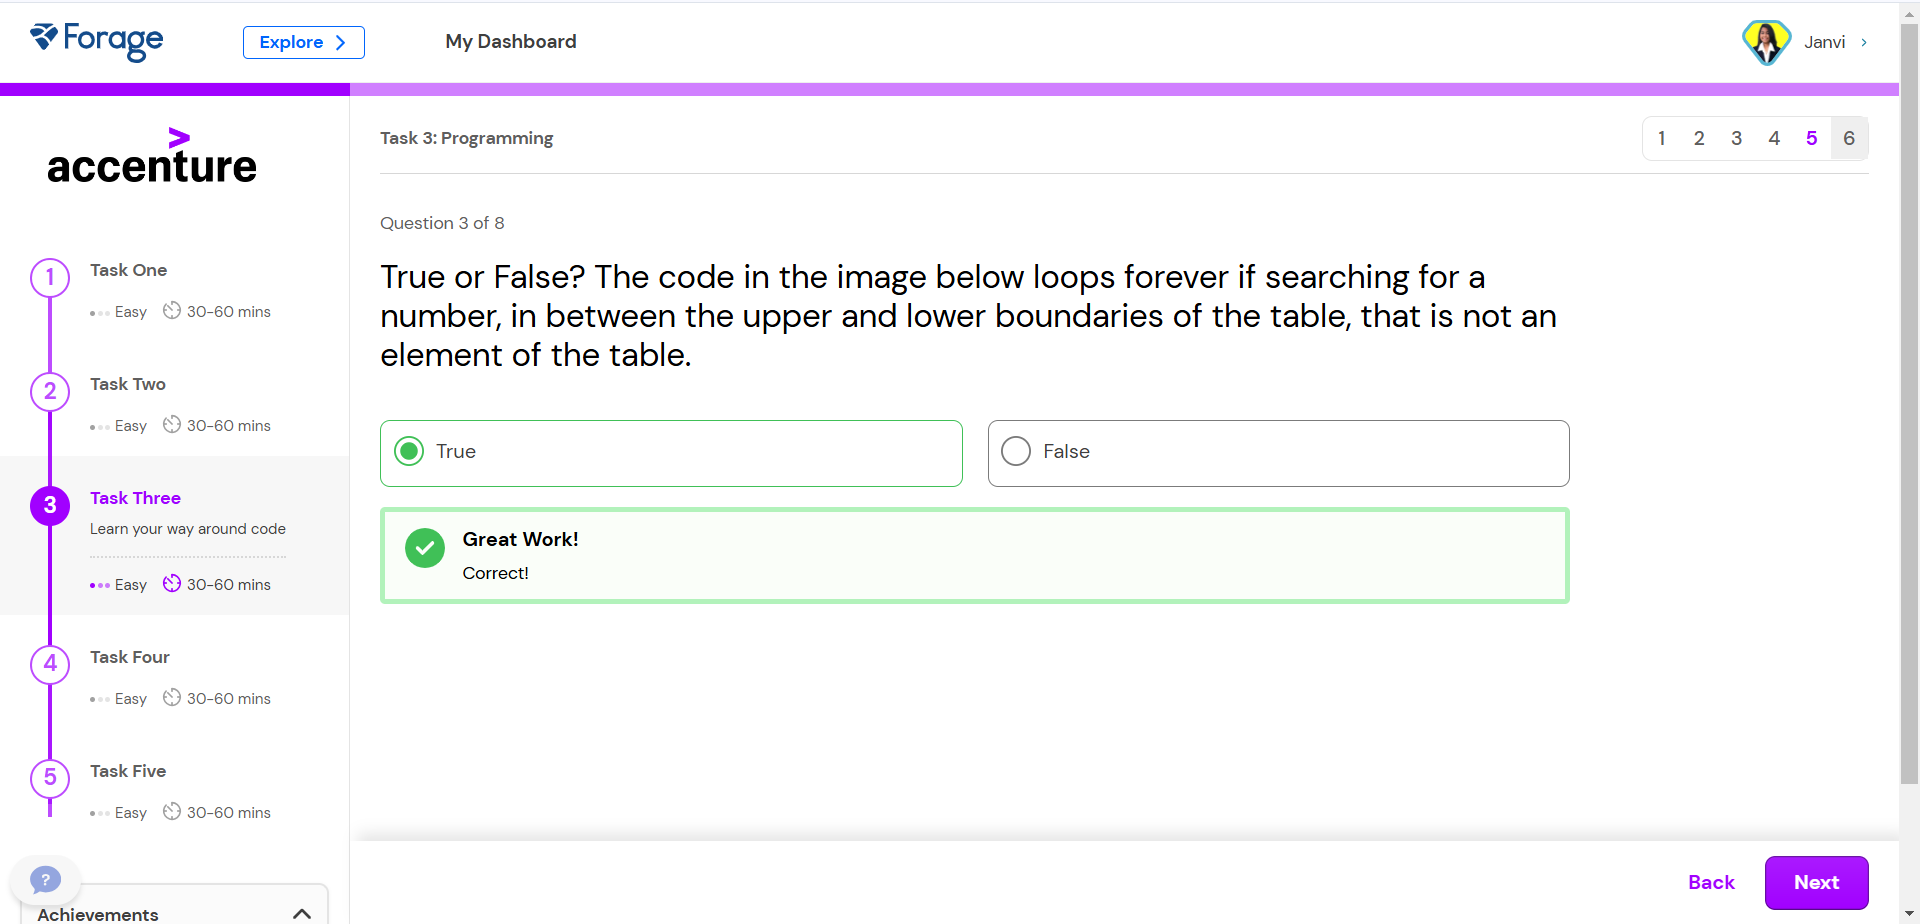 Forage
Explore
My Dashboard
Janvi
accenture
Task 3: Programming
1 2 3 4 5 6
Question 3 of 8
True or False? The code in the image below loops forever if searching for a
number, in between the upper and lower boundaries of the table, that is not an
element of the table.
True
False
Great Work!
Correct!
1
Task One
Easy 30-60 mins
2
Task Two
Easy 30-60 mins
3
Task Three
Learn your way around code
Easy 30-60 mins
4
Task Four
Easy 30-60 mins
5
Task Five
Easy 30-60 mins
?
Achievements
Back
Next